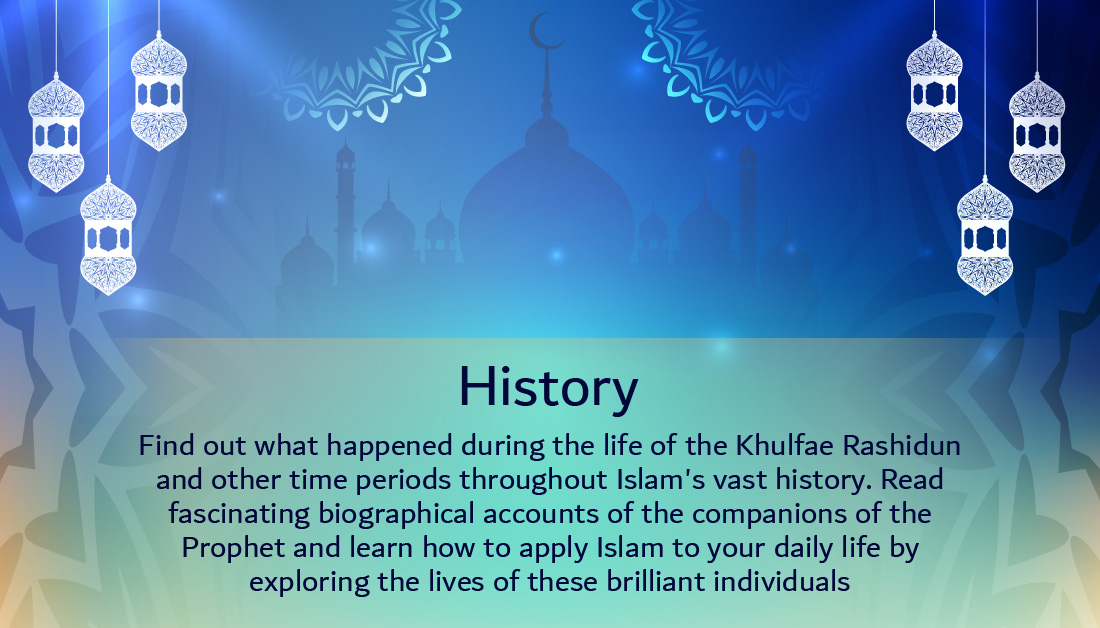 History
Find out what happened during the life of the Khulfae Rashidun
and other time periods throughout Islam's vast history. Read
fascinating biographical accounts of the companions of the
Prophet and learn how to apply Islam to your daily life by
exploring the lives of these brilliant individuals